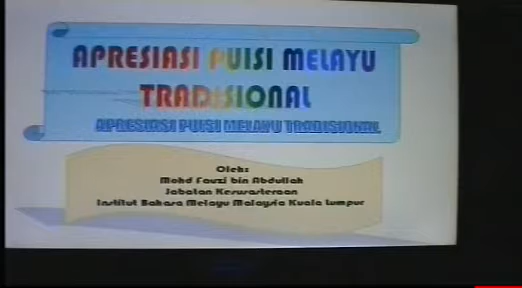 APRESIASI PUISI MELAYU
TRADISIONAL
APRESIASI PUISI MELAYU TRADISIONAL
Oleh:
Mohd Fauzi bin Abdullah
Jabatan Kesusasteraan
Institut Bahasa Melayu Malaysia Kuala Lumpur